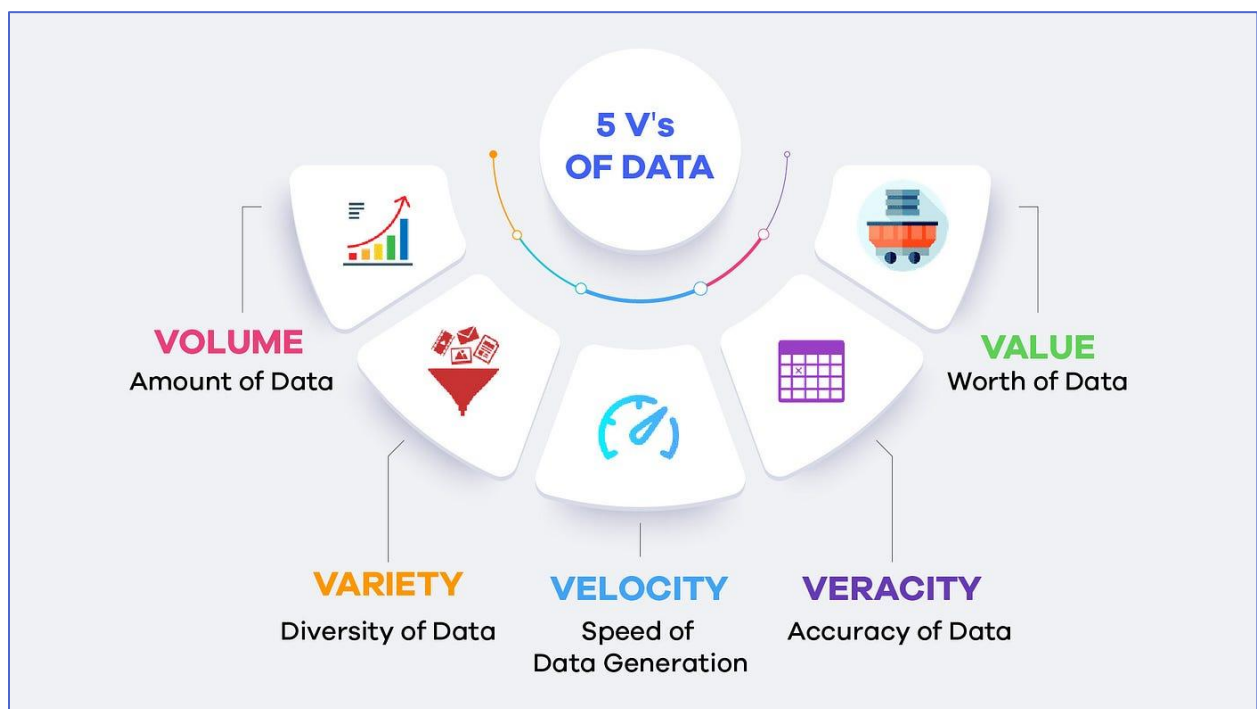 5 V's
OF DATA
VOLUME
Amount of Data
VARIETY
Diversity of Data
VELOCITY
Speed of
Data Generation
VERACITY
Accuracy of Data
VALUE
Worth of Data